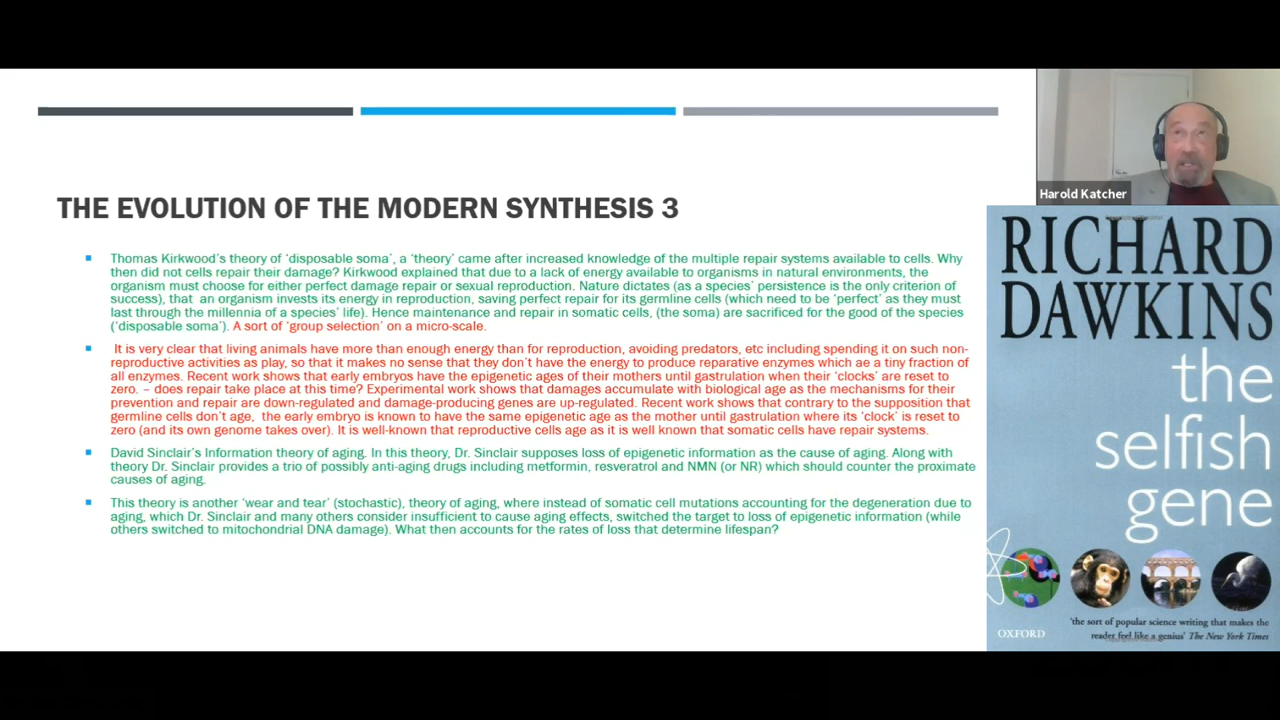 THE EVOLUTION OF THE MODERN SYNTHESIS 3
Thomas Kirkwood's theory of 'disposable soma', a 'theory' came after increased knowledge of the multiple repair systems available to cells. Why
then did not cells repair their damage? Kirkwood explained that due to a lack of energy available to organisms in natural environments, the
organism must choose for either perfect damage repair or sexual reproduction. Nature dictates (as a species' persistence is the only criterion of
success), that an organism invests its energy in reproduction, saving perfect repair for its germline cells (which need to be 'perfect' as they must
last through the millennia of a species' life). Hence maintenance and repair in somatic cells, (the soma) are sacrificed for the good of the species
('disposable soma'). A sort of 'group selection' on a micro-scale.
It is very clear that living animals have more than enough energy than for reproduction, avoiding predators, etc including spending it on such non-
reproductive activities as play, so that it makes no sense that they don't have the energy to produce reparative enzymes which ae a tiny fraction of
all enzymes. Recent work shows that early embryos have the epigenetic ages of their mothers until gastrulation when their 'clocks' are reset to
zero. – does repair take place at this time? Experimental work shows that damages accumulate with biological age as the mechanisms for their
prevention and repair are down-regulated and damage-producing genes are up-regulated. Recent work shows that contrary to the supposition that
germline cells don't age, the early embryo is known to have the same epigenetic age as the mother until gastrulation where its 'clock' is reset to
zero (and its own genome takes over). It is well-known that reproductive cells age as it is well known that somatic cells have repair systems.
David Sinclair's Information theory of aging. In this theory, Dr. Sinclair supposes loss of epigenetic information as the cause of aging. Along with
theory Dr. Sinclair provides a trio of possibly anti-aging drugs including metformin, resveratrol and NMN (or NR) which should counter the proximate
causes of aging.
This theory is another 'wear and tear' (stochastic), theory of aging, where instead of somatic cell mutations accounting for the degeneration due to
aging, which Dr. Sinclair and many others consider insufficient to cause aging effects, switched the target to loss of epigenetic information (while
others switched to mitochondrial DNA damage). What then accounts for the rates of loss that determine lifespan?
Harold Katcher
RICHARD
DAWKINS
the
selfish
gene
'the sort of popular science writing that makes the
reader feel like a genius' The New York Times
OXFORD